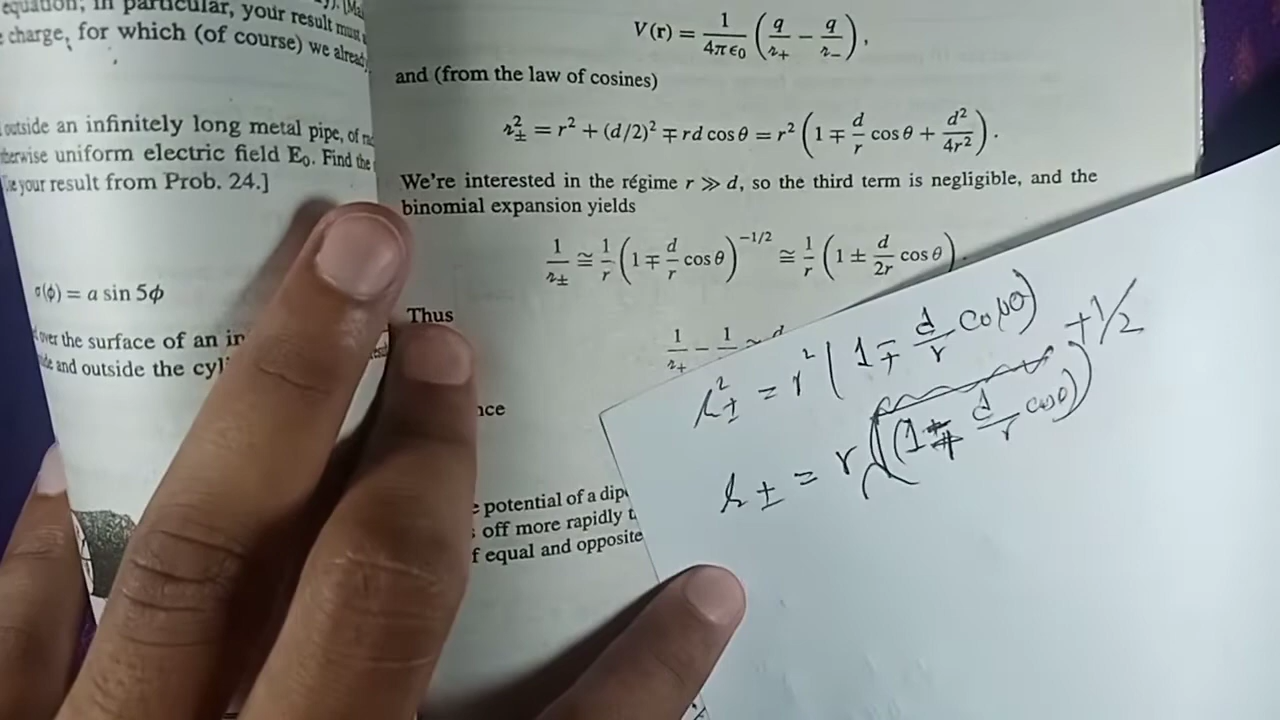 equation; in particular, your result must
charge, for which (of course) we already
outside an infinitely long metal pipe, of
otherwise uniform electric field E₀. Find the
your result from Prob. 24.]
σ(ϕ) = a sin 5ϕ
over the surface of an in
and outside the cyl
V(r) = 1/4πϵ₀ (q/𝓇₊ − q/𝓇₋),
and (from the law of cosines)
𝓇±² = r² + (d/2)² ∓ rd cos θ = r² (1 ∓ d/r cos θ + d²/4r²).
We're interested in the régime r ≫ d, so the third term is negligible, and the
binomial expansion yields
1/𝓇± ≅ 1/r (1 ∓ d/r cos θ)^−1/2 ≅ 1/r (1 ± d/2r cos θ).
Thus
1/𝓇₊ − 1/𝓇₋ ≅ d
nce
potential of a dip
off more rapidly t
f equal and opposite
𝓇±² = r² (1 ∓ d/r cos θ)
𝓇± = r (1 ∓ d/r cos θ)^+1/2